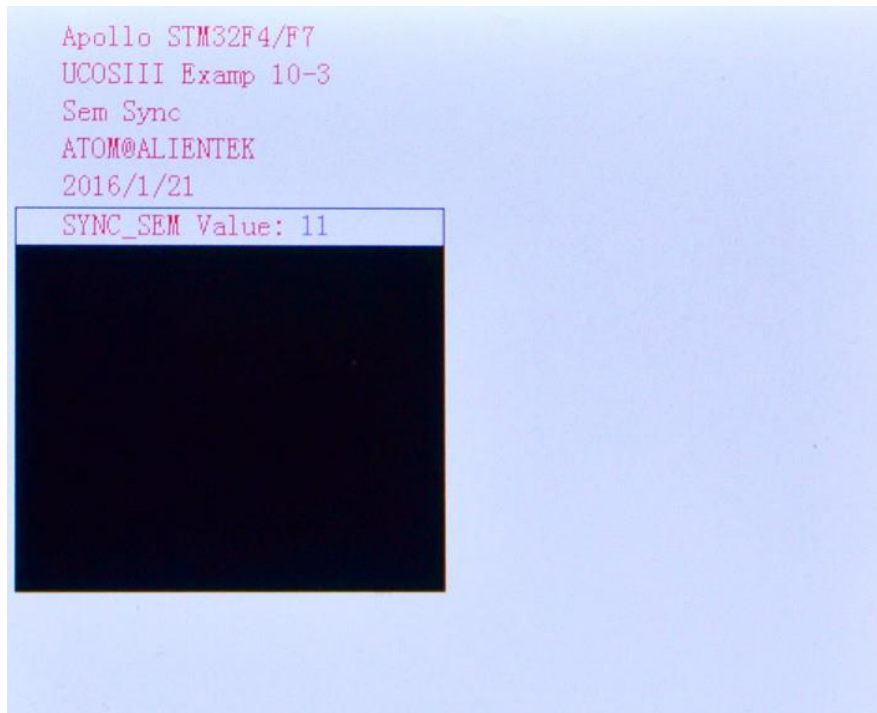 Apollo STM32F4/F7
UCOSIII Examp 10-3
Sem Sync
ATOM@ALIENTEK
2016/1/21
SYNC_SEM Value: 11